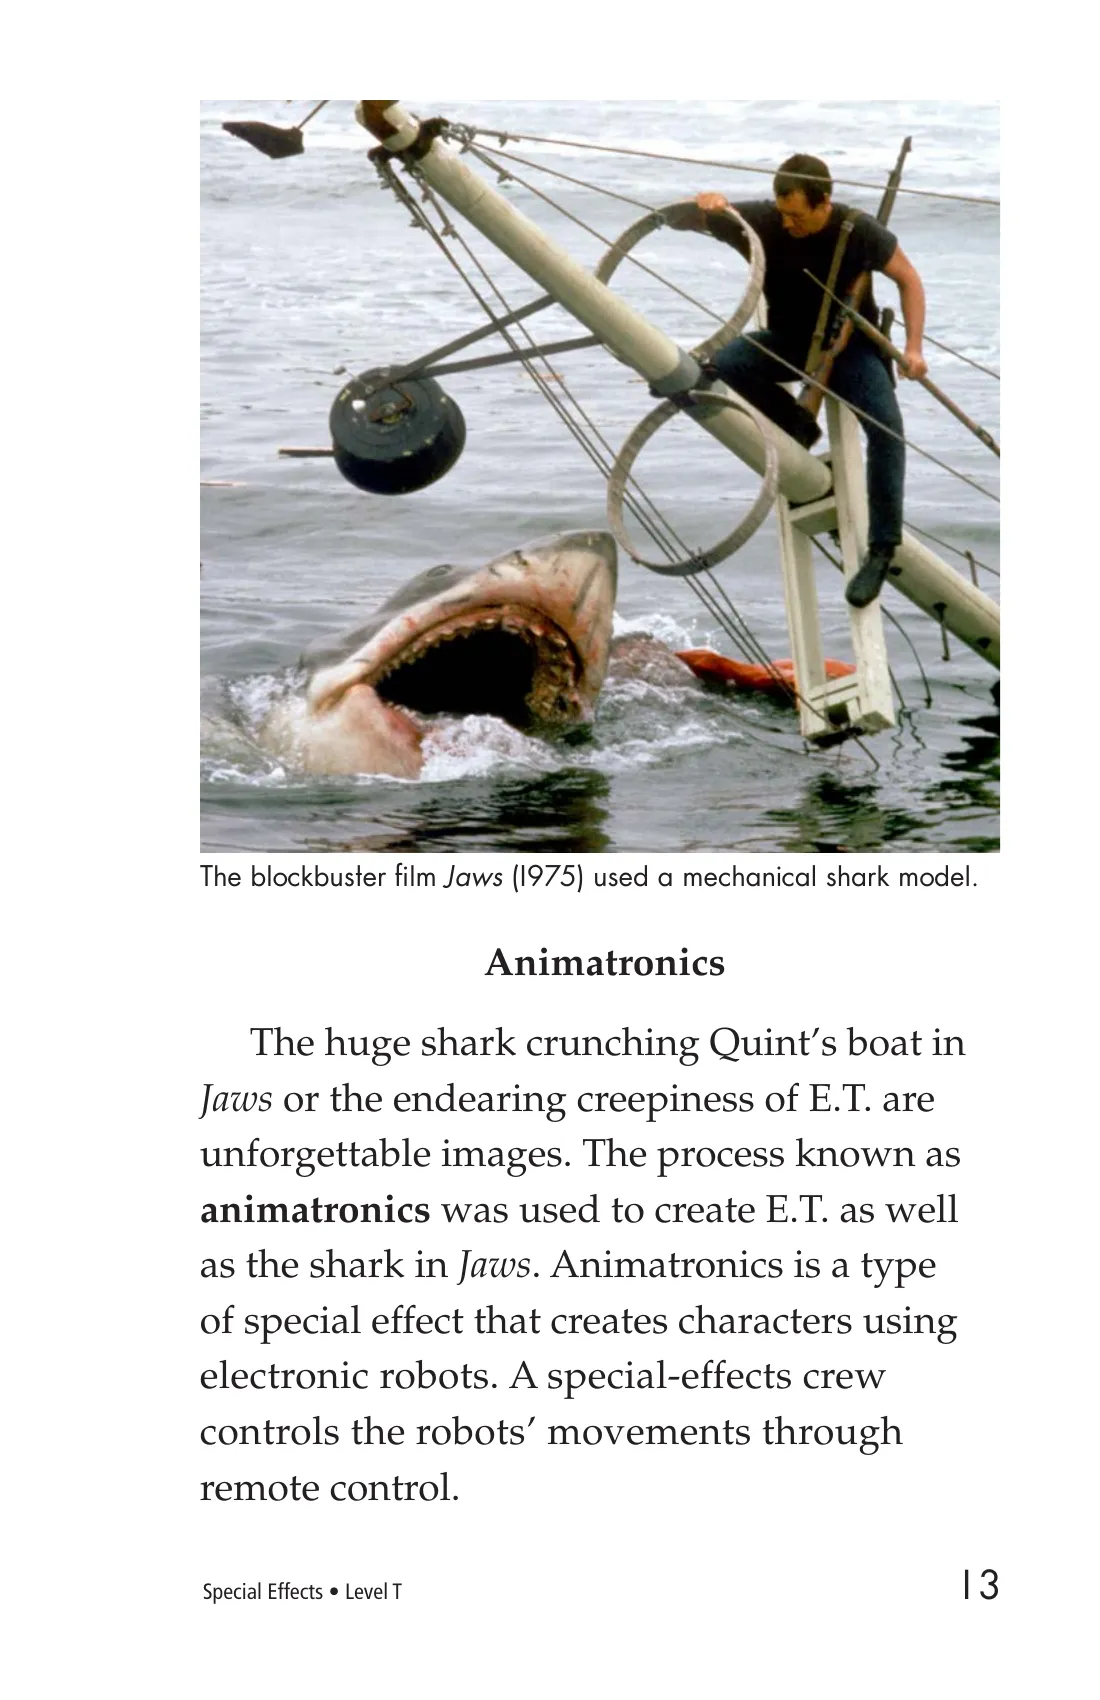 The blockbuster film Jaws (1975) used a mechanical shark model.
Animatronics
The huge shark crunching Quint’s boat in
Jaws or the endearing creepiness of E.T. are
unforgettable images. The process known as
animatronics was used to create E.T. as well
as the shark in Jaws. Animatronics is a type
of special effect that creates characters using
electronic robots. A special-effects crew
controls the robots’ movements through
remote control.
Special Effects • Level T
13